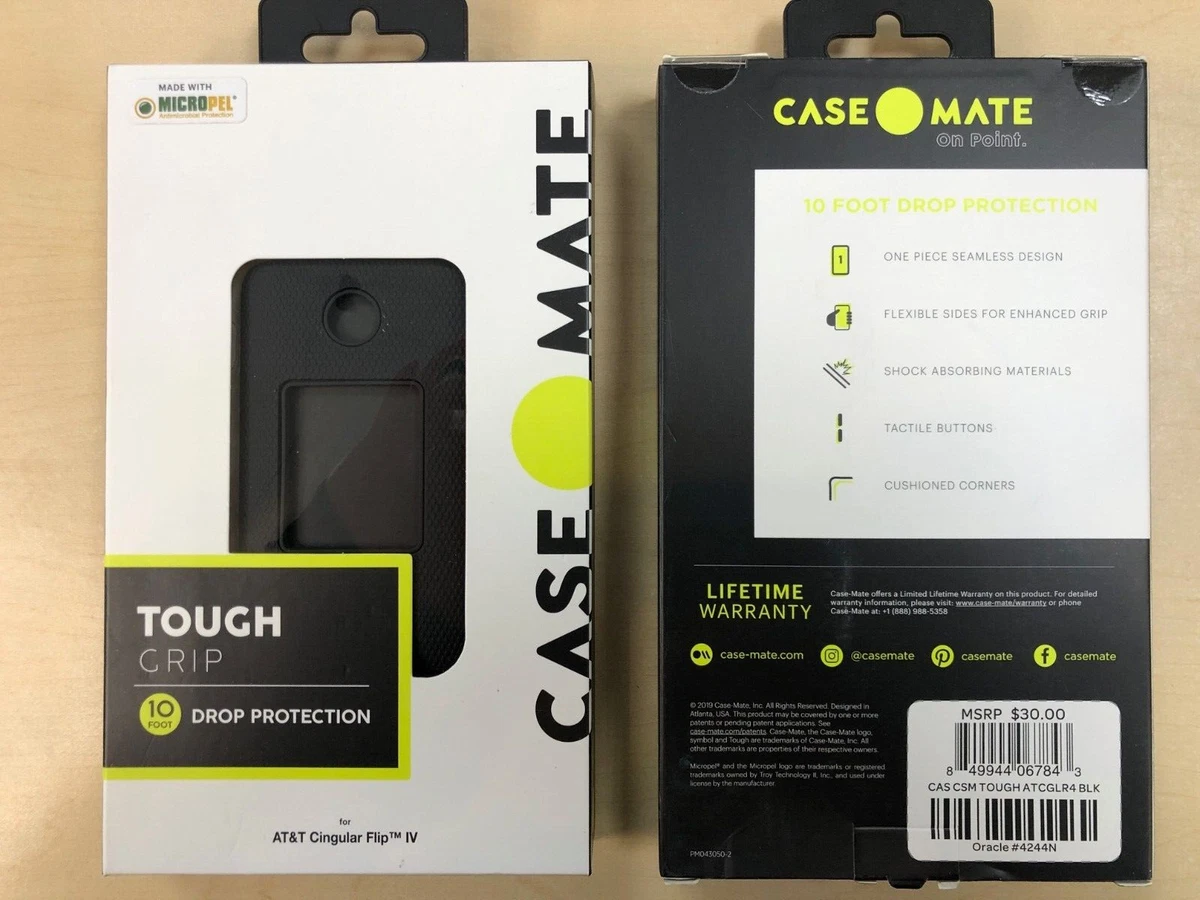 MADE WITH
MICROPEL®
Antimicrobial Protection
CASE MATE
TOUGH
GRIP
10
FOOT
DROP PROTECTION
for
AT&T Cingular Flip™ IV
CASE MATE
On Point.
10 FOOT DROP PROTECTION
1
ONE PIECE SEAMLESS DESIGN
FLEXIBLE SIDES FOR ENHANCED GRIP
SHOCK ABSORBING MATERIALS
TACTILE BUTTONS
CUSHIONED CORNERS
LIFETIME
WARRANTY
Case-Mate offers a Limited Lifetime Warranty on this product. For detailed
warranty information, please visit: www.case-mate/warranty or phone
Case-Mate at: +1 (888) 988-5358
case-mate.com
@casemate
casemate
casemate
© 2019 Case-Mate, Inc. All Rights Reserved. Designed in
Atlanta, USA. This product may be covered by one or more
patents or pending patent applications. See
case-mate.com/patents. Case-Mate, the Case-Mate logo,
symbol and Tough are trademarks of Case-Mate, Inc. All
other trademarks are properties of their respective owners.
Micropel® and the Micropel logo are trademarks or registered
trademarks owned by Troy Technology II, Inc., and used under
license by the manufacturer.
PM043050-2
MSRP $30.00
8 49944 06784 3
CAS CSM TOUGH ATCGLR4 BLK
Oracle #4244N